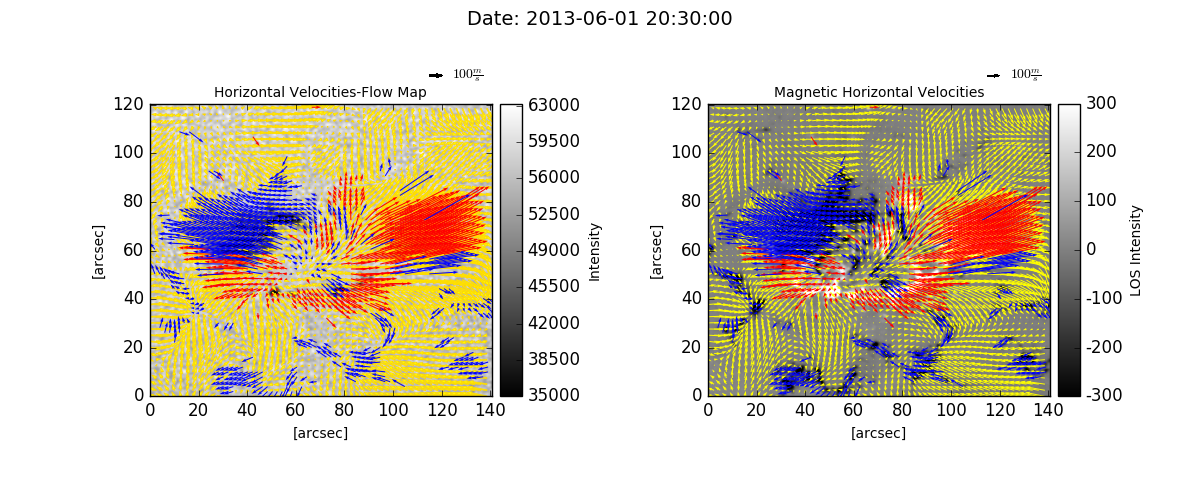 Date: 2013-06-01 20:30:00
100 m/s
100 m/s
Horizontal Velocities-Flow Map
Magnetic Horizontal Velocities
120
100
80
60
40
20
0
[arcsec]
0 20 40 60 80 100 120 140
[arcsec]
63000
59500
56000
52500
49000
45500
42000
38500
35000
Intensity
120
100
80
60
40
20
0
[arcsec]
0 20 40 60 80 100 120 140
[arcsec]
300
200
100
0
-100
-200
-300
LOS Intensity